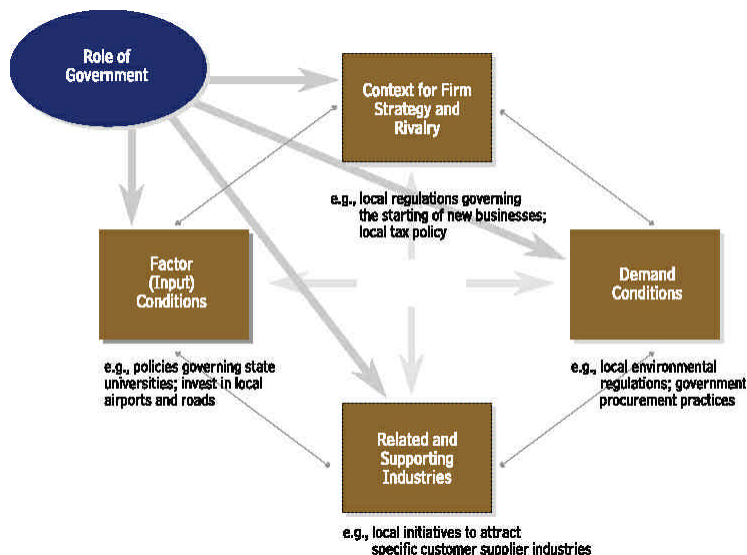 Role of
Government
Context for Firm
Strategy and
Rivalry
e.g., local regulations governing
the starting of new businesses;
local tax policy
Factor
(Input)
Conditions
e.g., policies governing state
universities; invest in local
airports and roads
Demand
Conditions
e.g., local environmental
regulations; government
procurement practices
Related and
Supporting
Industries
e.g., local initiatives to attract
specific customer supplier industries